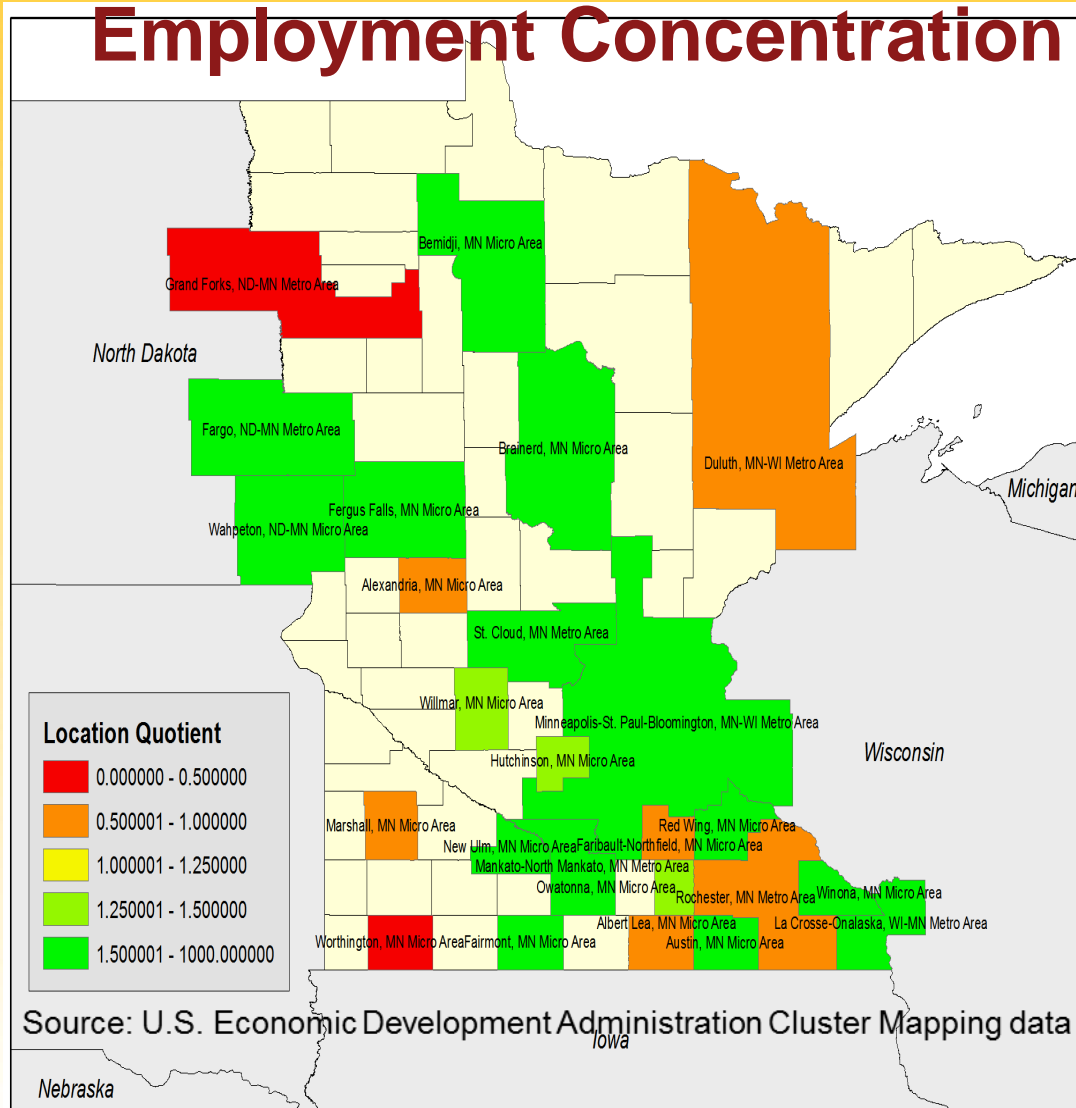 Employment Concentration
Bemidji, MN Micro Area
Grand Forks, ND-MN Metro Area
North Dakota
Fargo, ND-MN Metro Area
Brainerd, MN Micro Area
Duluth, MN-WI Metro Area
Michigan
Fergus Falls, MN Micro Area
Wahpeton, ND-MN Micro Area
Alexandria, MN Micro Area
St. Cloud, MN Metro Area
Willmar, MN Micro Area
Minneapolis-St. Paul-Bloomington, MN-WI Metro Area
Wisconsin
Hutchinson, MN Micro Area
Marshall, MN Micro Area
Red Wing, MN Micro Area
New Ulm, MN Micro Area
Faribault-Northfield, MN Micro Area
Mankato-North Mankato, MN Metro Area
Owatonna, MN Micro Area
Rochester, MN Metro Area
Winona, MN Micro Area
Albert Lea, MN Micro Area
La Crosse-Onalaska, WI-MN Metro Area
Worthington, MN Micro Area
Fairmont, MN Micro Area
Austin, MN Micro Area
Location Quotient
0.000000 - 0.500000
0.500001 - 1.000000
1.000001 - 1.250000
1.250001 - 1.500000
1.500001 - 1000.000000
Source: U.S. Economic Development Administration Cluster Mapping data
Iowa
Nebraska